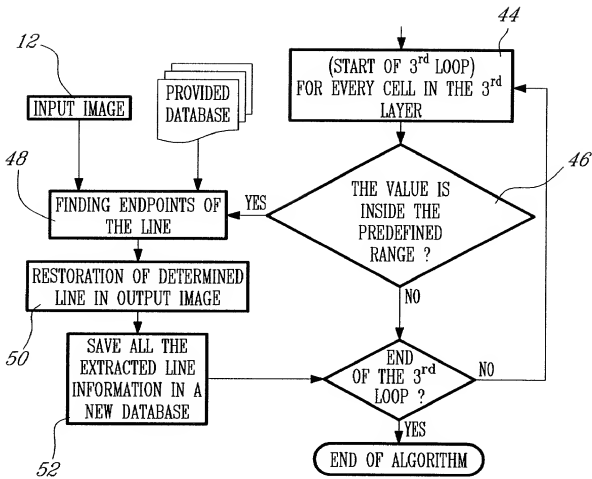 44
12
(START OF 3rd LOOP)
FOR EVERY CELL IN THE 3rd
LAYER
INPUT IMAGE
PROVIDED
DATABASE
48
46
FINDING ENDPOINTS OF
THE LINE
YES
THE VALUE IS
INSIDE THE
PREDEFINED
RANGE ?
RESTORATION OF DETERMINED
LINE IN OUTPUT IMAGE
NO
50
SAVE ALL THE
EXTRACTED LINE
INFORMATION IN A
NEW DATABASE
END
OF THE 3rd
LOOP ?
NO
52
YES
END OF ALGORITHM